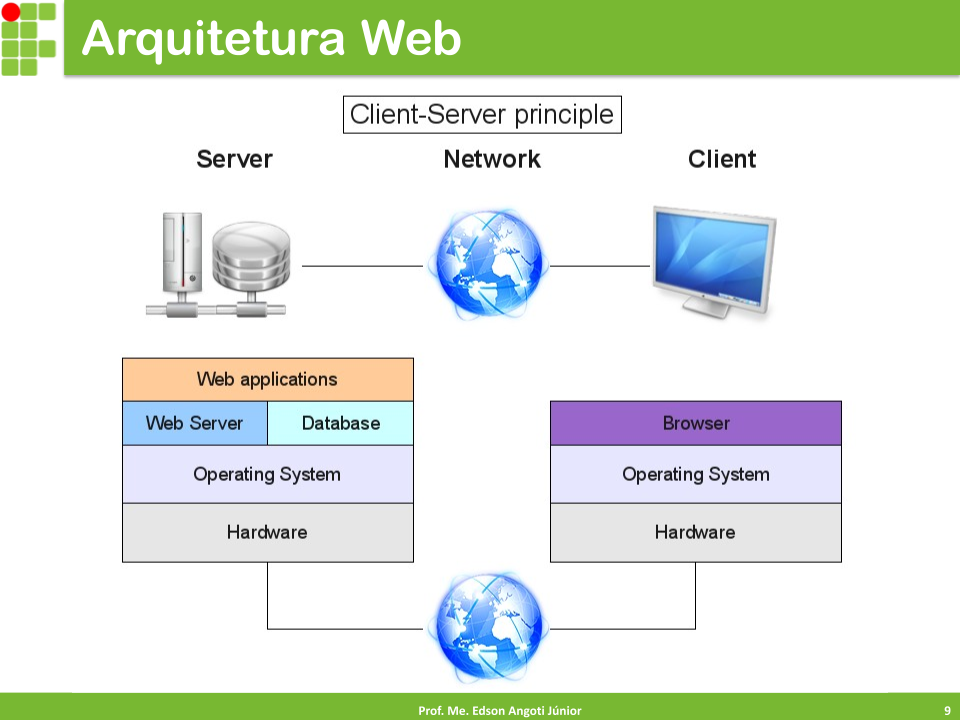 Arquitetura Web
Client-Server principle
Server
Network
Client
Web applications
Web Server
Database
Operating System
Hardware
Browser
Operating System
Hardware
Prof. Me. Edson Angoti Júnior
9